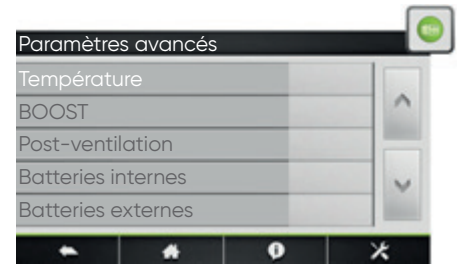 Paramètres avancés
Température
BOOST
Post-ventilation
Batteries internes
Batteries externes